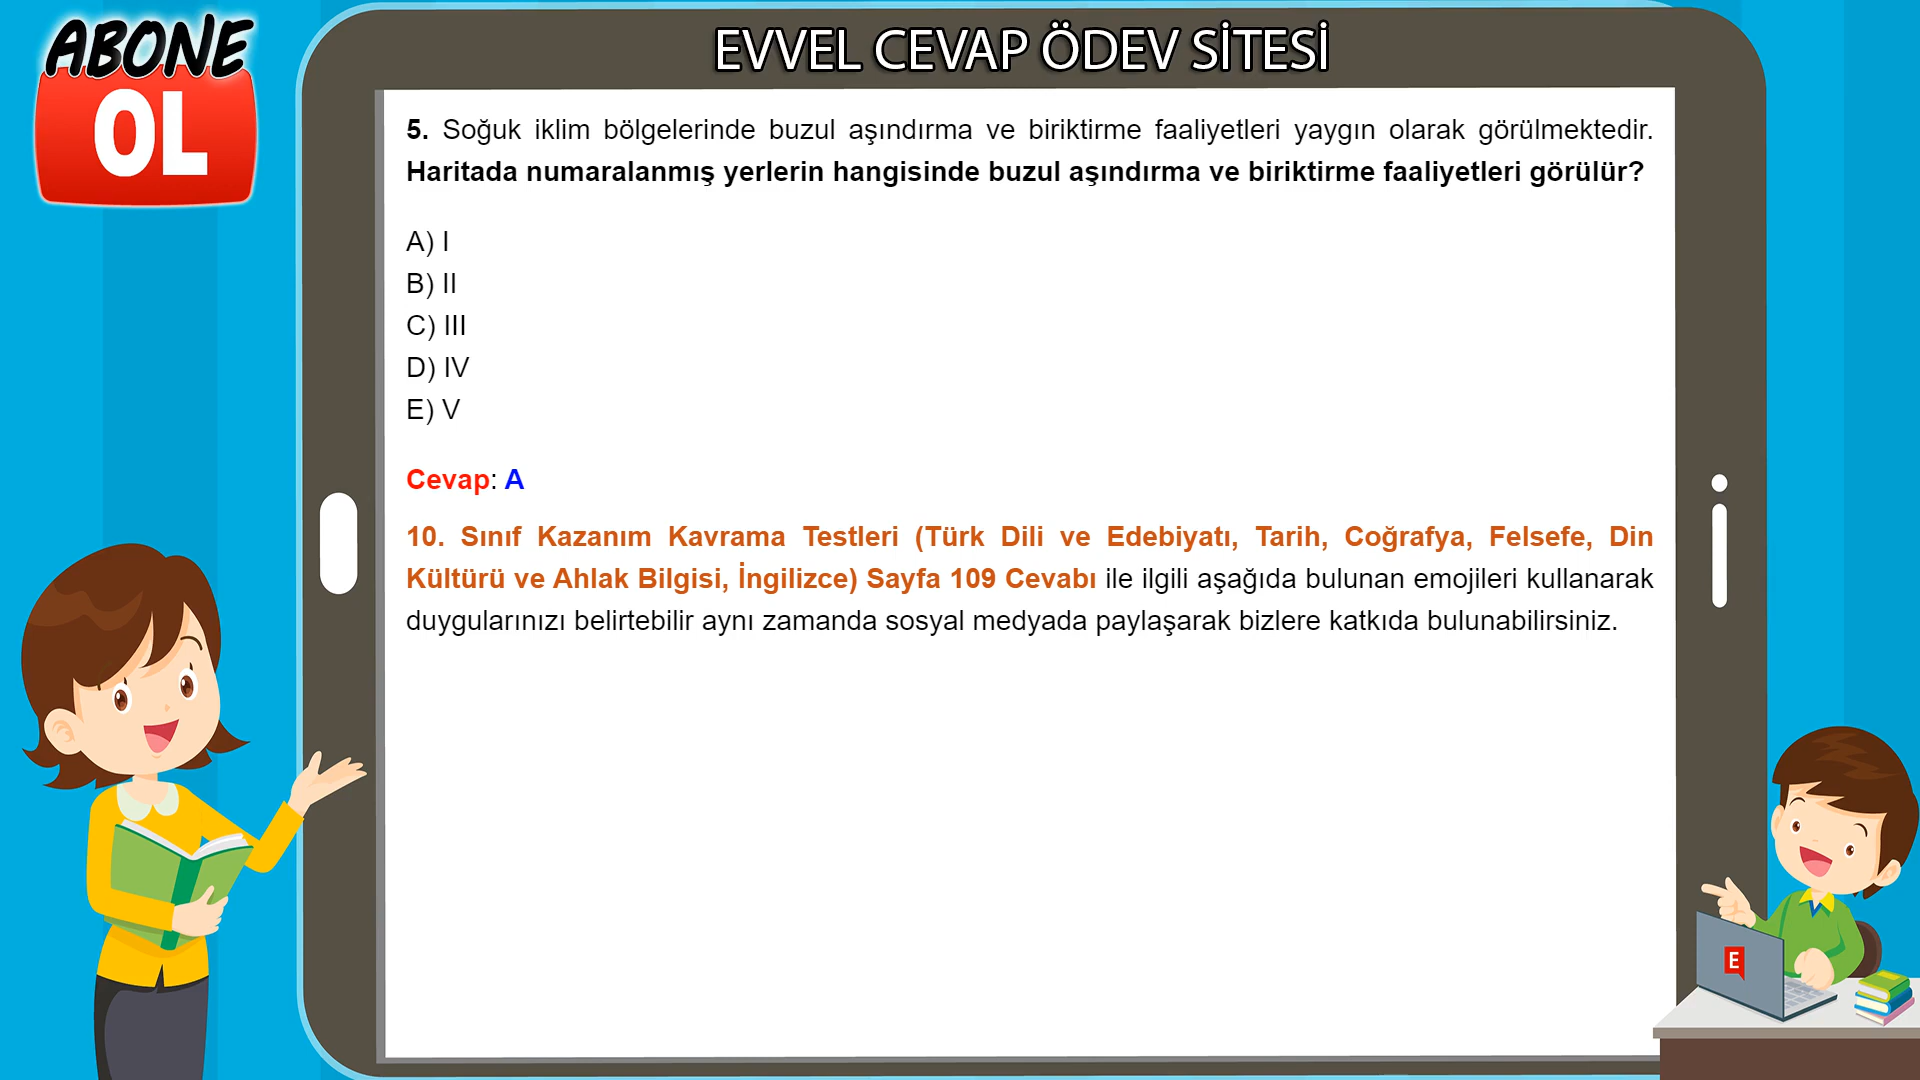 ABONE
OL
EVVEL CEVAP ÖDEV SİTESİ
5. Soğuk iklim bölgelerinde buzul aşındırma ve biriktirme faaliyetleri yaygın olarak görülmektedir.
Haritada numaralanmış yerlerin hangisinde buzul aşındırma ve biriktirme faaliyetleri görülür?
A) I
B) II
C) III
D) IV
E) V
Cevap: A
10. Sınıf Kazanım Kavrama Testleri (Türk Dili ve Edebiyatı, Tarih, Coğrafya, Felsefe, Din
Kültürü ve Ahlak Bilgisi, İngilizce) Sayfa 109 Cevabı ile ilgili aşağıda bulunan emojileri kullanarak
duygularınızı belirtebilir aynı zamanda sosyal medyada paylaşarak bizlere katkıda bulunabilirsiniz.
E